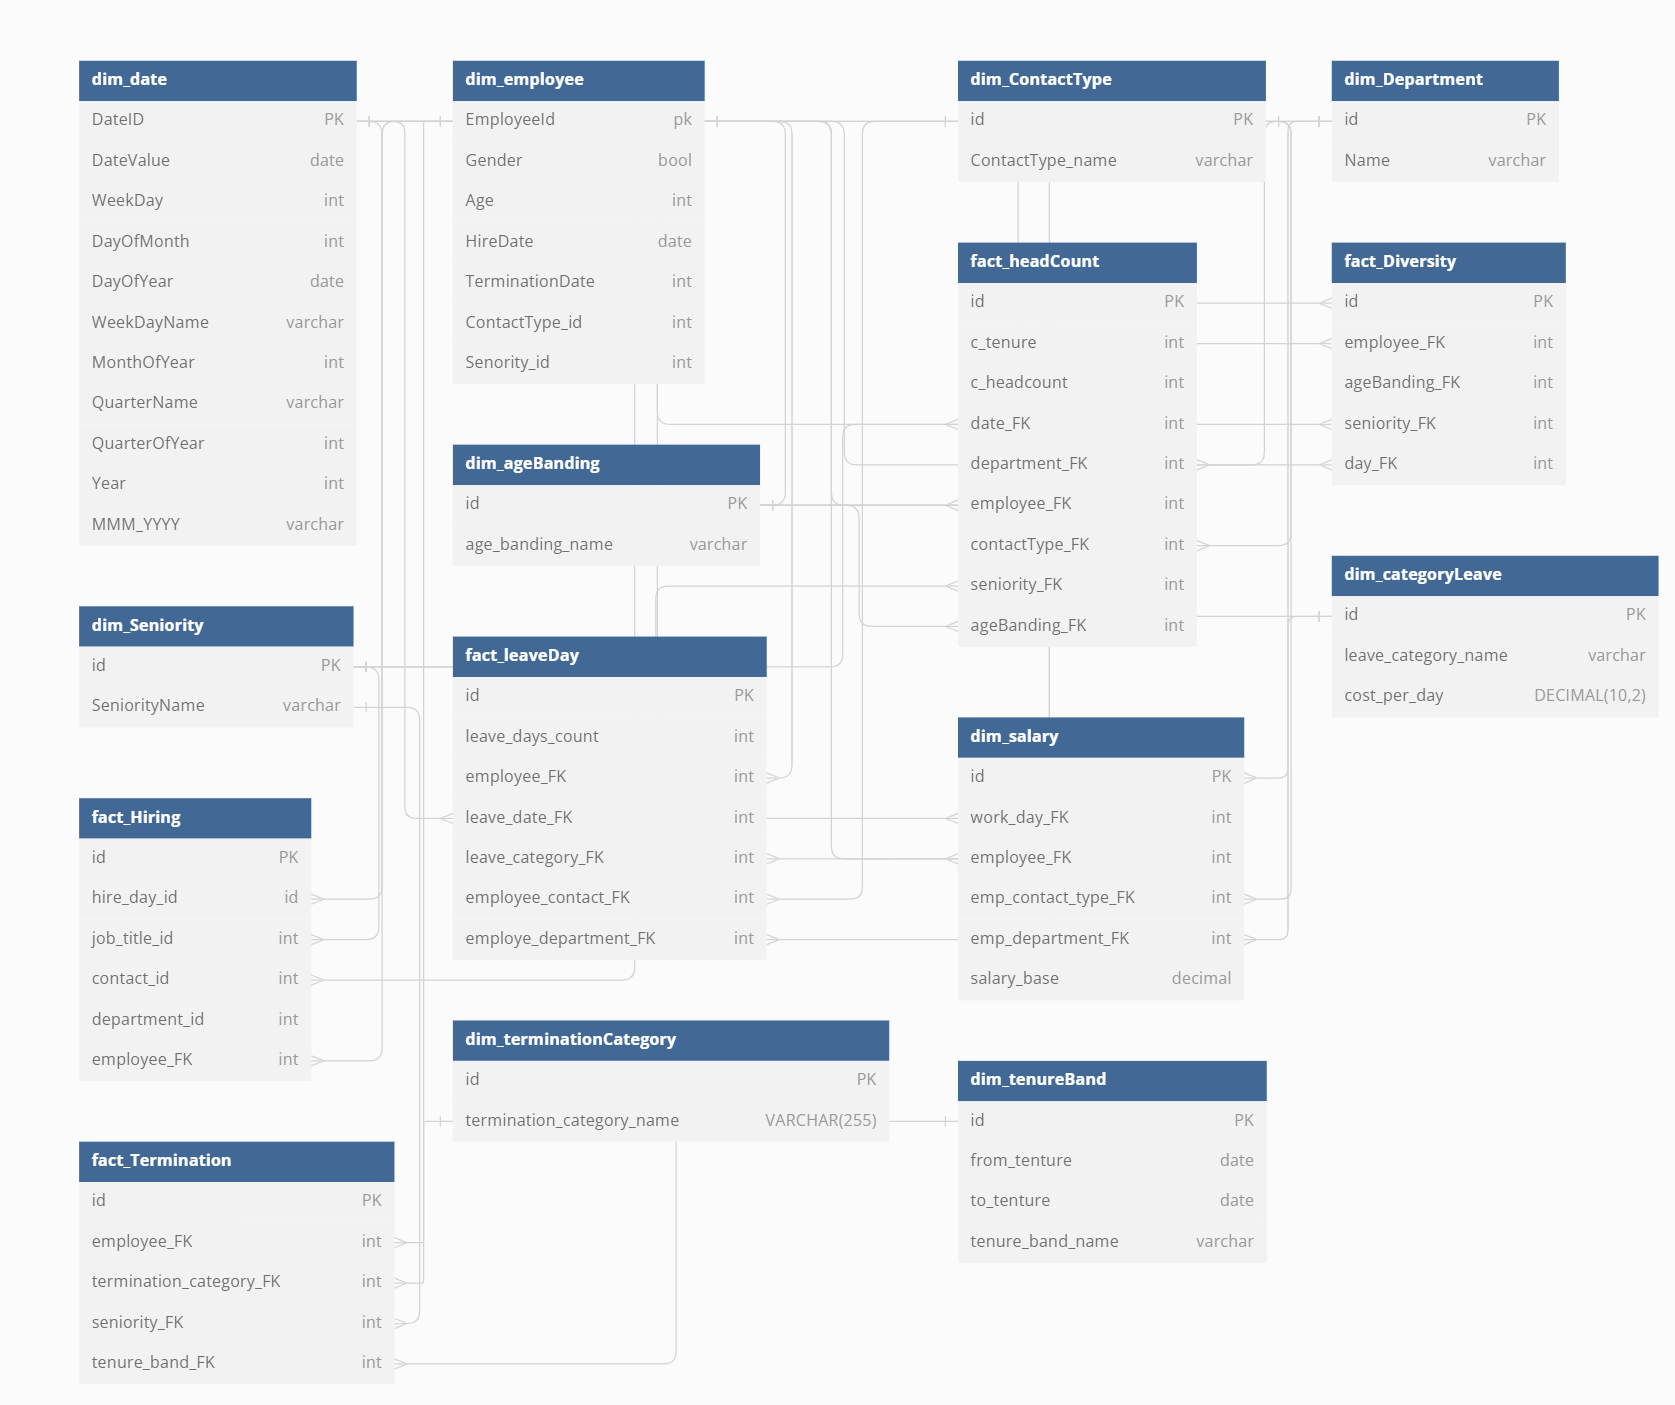 dim_date
DateID PK
DateValue date
WeekDay int
DayOfMonth int
DayOfYear date
WeekDayName varchar
MonthOfYear int
QuarterName varchar
QuarterOfYear int
Year int
MMM_YYYY varchar
dim_employee
EmployeeId pk
Gender bool
Age int
HireDate date
TerminationDate int
ContactType_id int
Senority_id int
dim_ContactType
id PK
ContactType_name varchar
dim_Department
id PK
Name varchar
fact_headCount
id PK
c_tenure int
c_headcount int
date_FK int
department_FK int
employee_FK int
contactType_FK int
seniority_FK int
ageBanding_FK int
fact_Diversity
id PK
employee_FK int
ageBanding_FK int
seniority_FK int
day_FK int
dim_ageBanding
id PK
age_banding_name varchar
dim_categoryLeave
id PK
leave_category_name varchar
cost_per_day DECIMAL(10,2)
dim_Seniority
id PK
SeniorityName varchar
fact_leaveDay
id PK
leave_days_count int
employee_FK int
leave_date_FK int
leave_category_FK int
employee_contact_FK int
employe_department_FK int
dim_salary
id PK
work_day_FK int
employee_FK int
emp_contact_type_FK int
emp_department_FK int
salary_base decimal
fact_Hiring
id PK
hire_day_id id
job_title_id int
contact_id int
department_id int
employee_FK int
dim_terminationCategory
id PK
termination_category_name VARCHAR(255)
dim_tenureBand
id PK
from_tenture date
to_tenture date
tenure_band_name varchar
fact_Termination
id PK
employee_FK int
termination_category_FK int
seniority_FK int
tenure_band_FK int